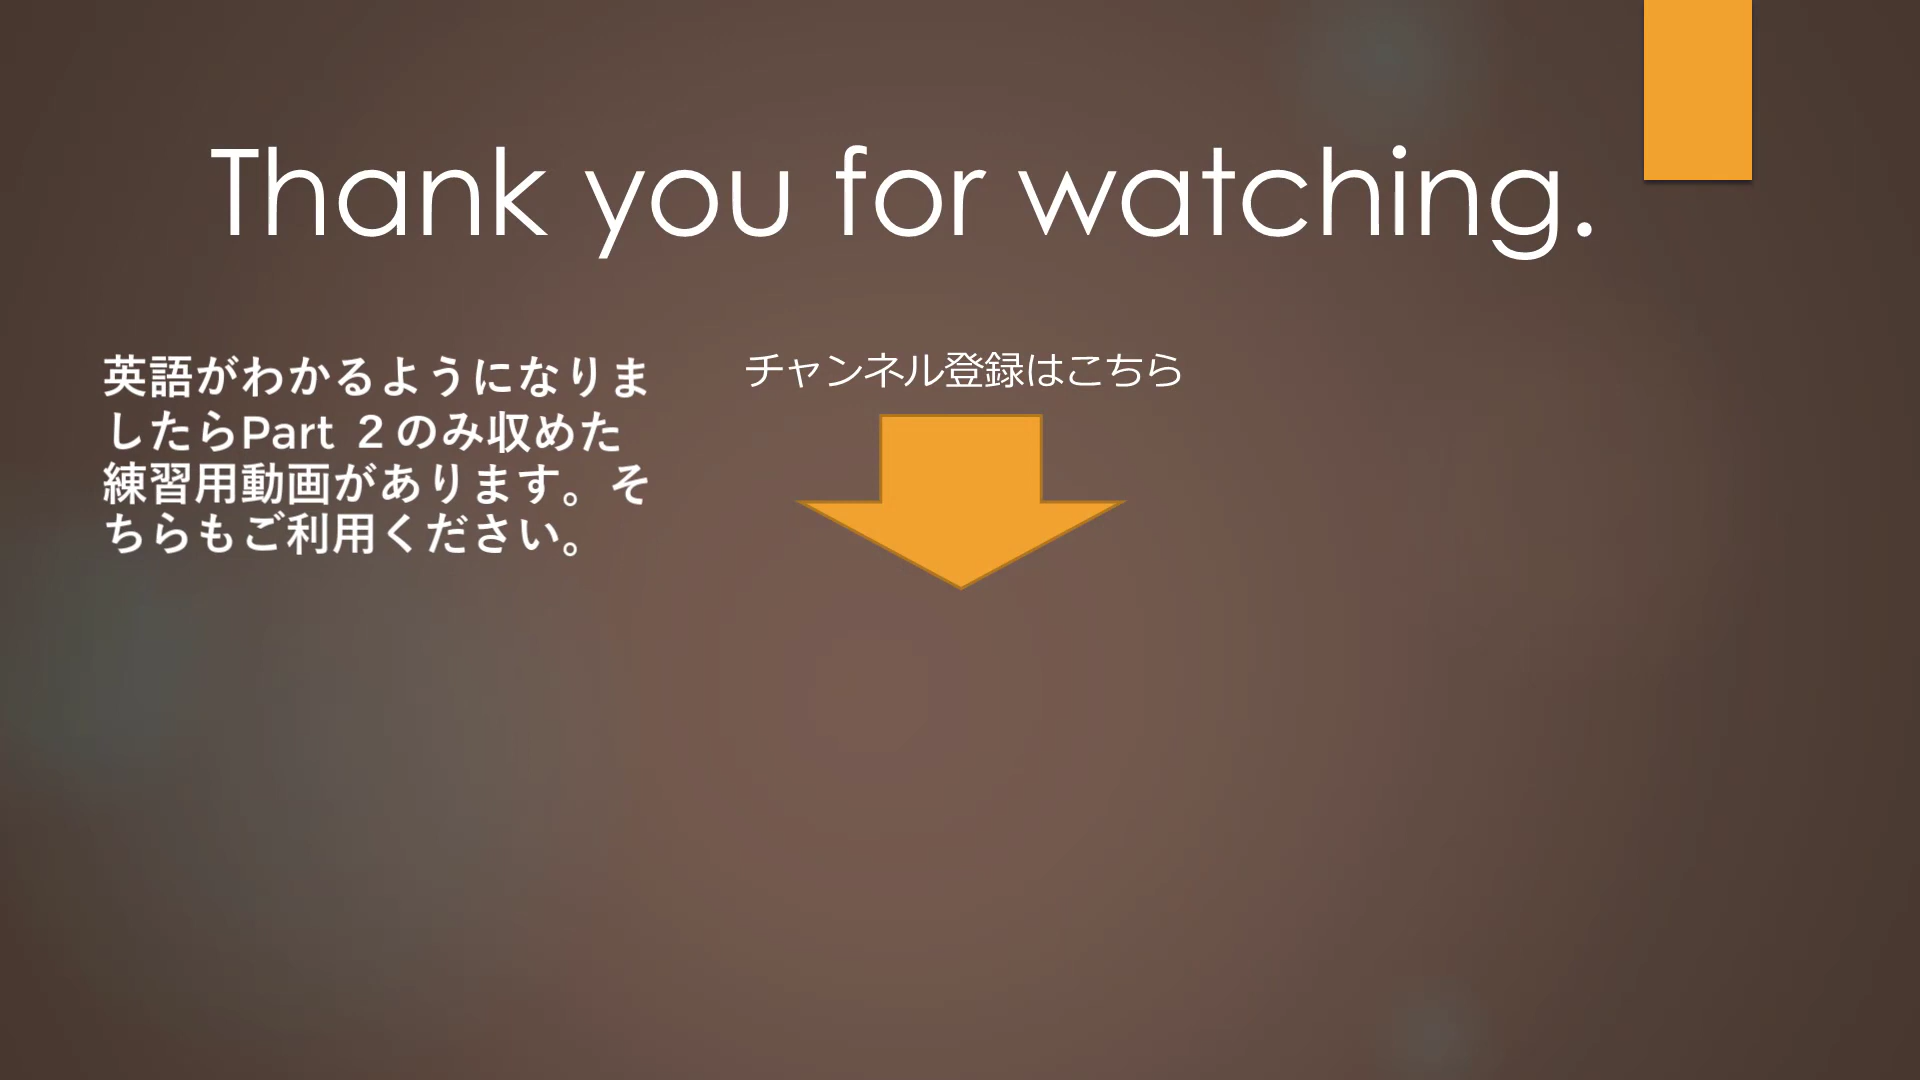 Thank you for watching.
英語がわかるようになりま
したらPart ２のみ収めた
練習用動画があります。そ
ちらもご利用ください。
チャンネル登録はこちら